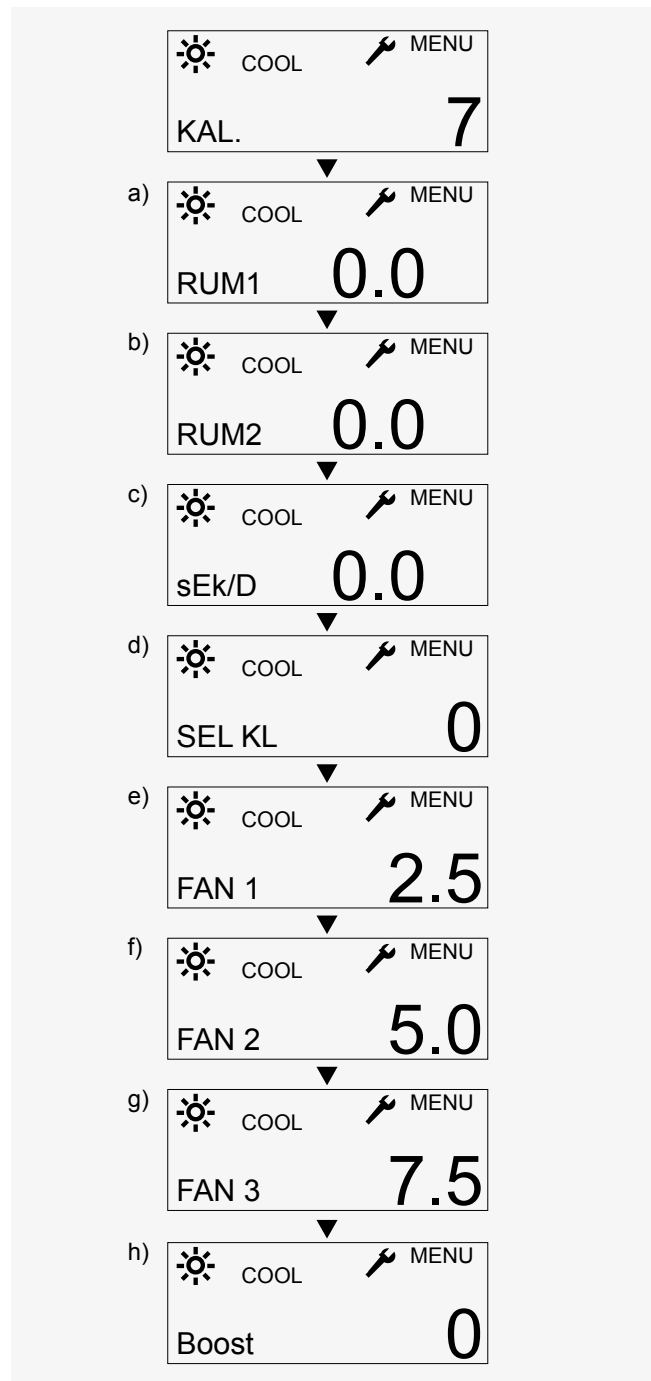 COOL MENU
KAL. 7
a) COOL MENU
RUM1 0.0
b) COOL MENU
RUM2 0.0
c) COOL MENU
sEk/D 0.0
d) COOL MENU
SEL KL 0
e) COOL MENU
FAN 1 2.5
f) COOL MENU
FAN 2 5.0
g) COOL MENU
FAN 3 7.5
h) COOL MENU
Boost 0